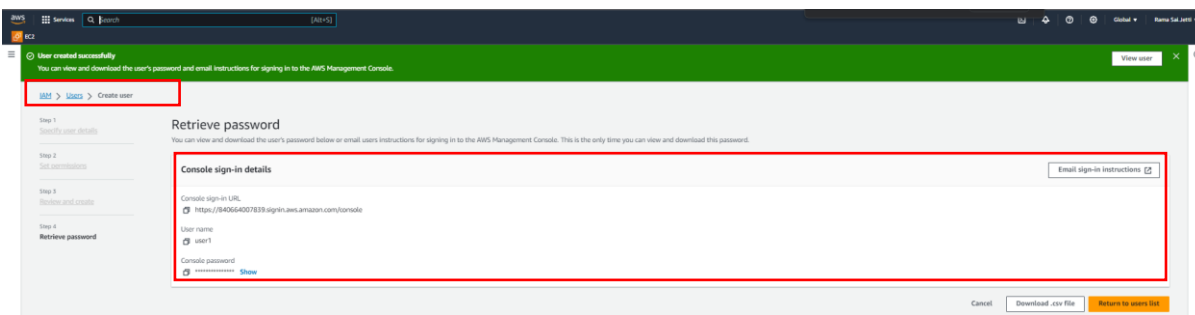 aws Services Search [Alt+S] Global Rama Sai Jetti
EC2
User created successfully
You can view and download the user's password and email instructions for signing in to the AWS Management Console.
View user
IAM > Users > Create user
Step 1
Specify user details
Step 2
Set permissions
Step 3
Review and create
Step 4
Retrieve password
Retrieve password
You can view and download the user's password below or email users instructions for signing in to the AWS Management Console. This is the only time you can view and download this password.
Console sign-in details
Email sign-in instructions
Console sign-in URL
https://840664007839.signin.aws.amazon.com/console
User name
user1
Console password
*************** Show
Cancel Download .csv file Return to users list